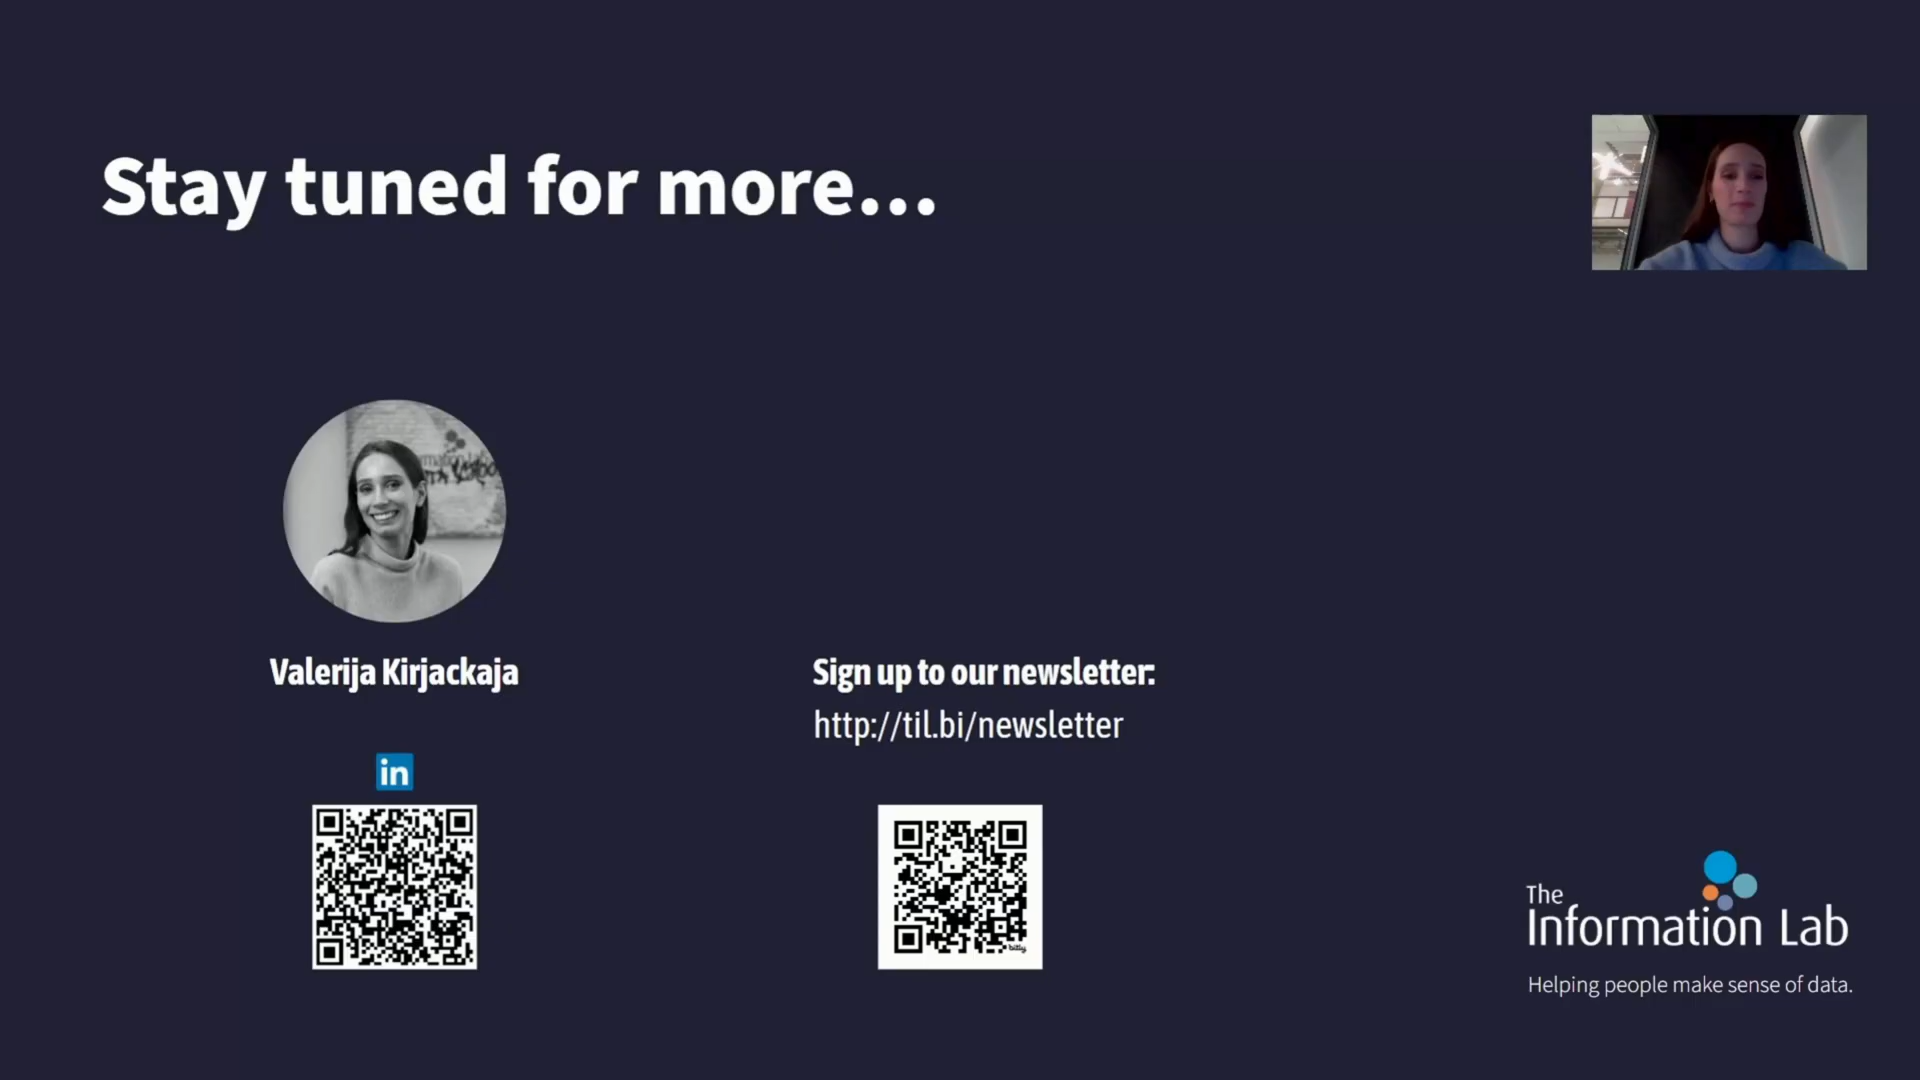 Stay tuned for more...
Valerija Kirjackaja
in
Sign up to our newsletter:
http://til.bi/newsletter
bitly
The
Information Lab
Helping people make sense of data.